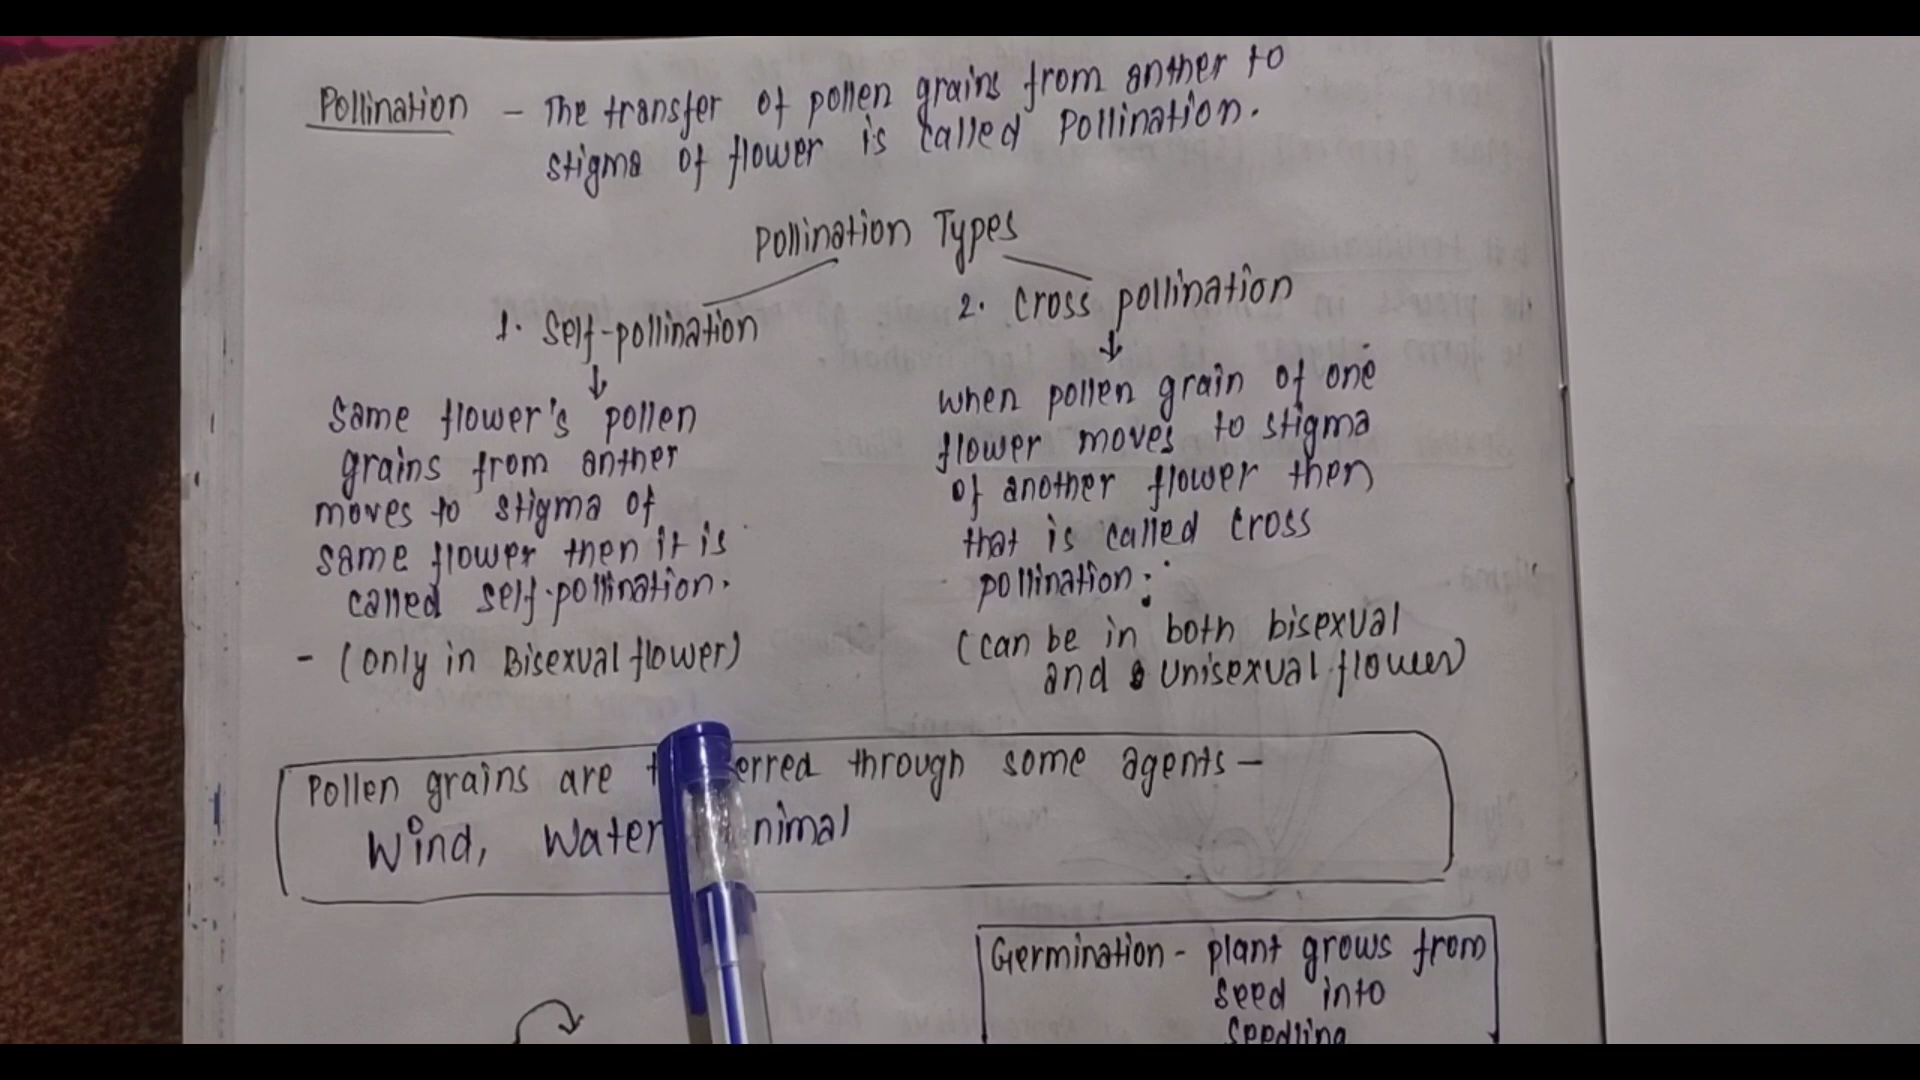 Pollination - The transfer of pollen grains from anther to
stigma of flower is called Pollination.
Pollination Types
1. Self-pollination
Same flower's pollen
grains from anther
moves to stigma of
same flower then it is
called self-pollination.
- (only in Bisexual flower)
2. Cross pollination
when pollen grain of one
flower moves to stigma
of another flower then
that is called cross
pollination.
(can be in both bisexual
and unisexual flower)
Pollen grains are through some agents -
Wind, Water
Germination - plant grows from
seed into
seedling